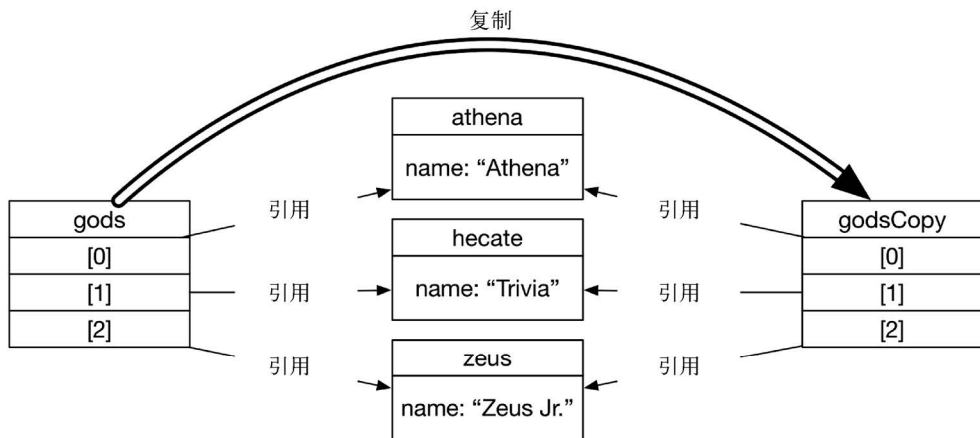 复制
athena
name: “Athena”
引用
引用
gods
[0]
[1]
[2]
hecate
name: “Trivia”
引用
引用
godsCopy
[0]
[1]
[2]
zeus
name: “Zeus Jr.”
引用
引用